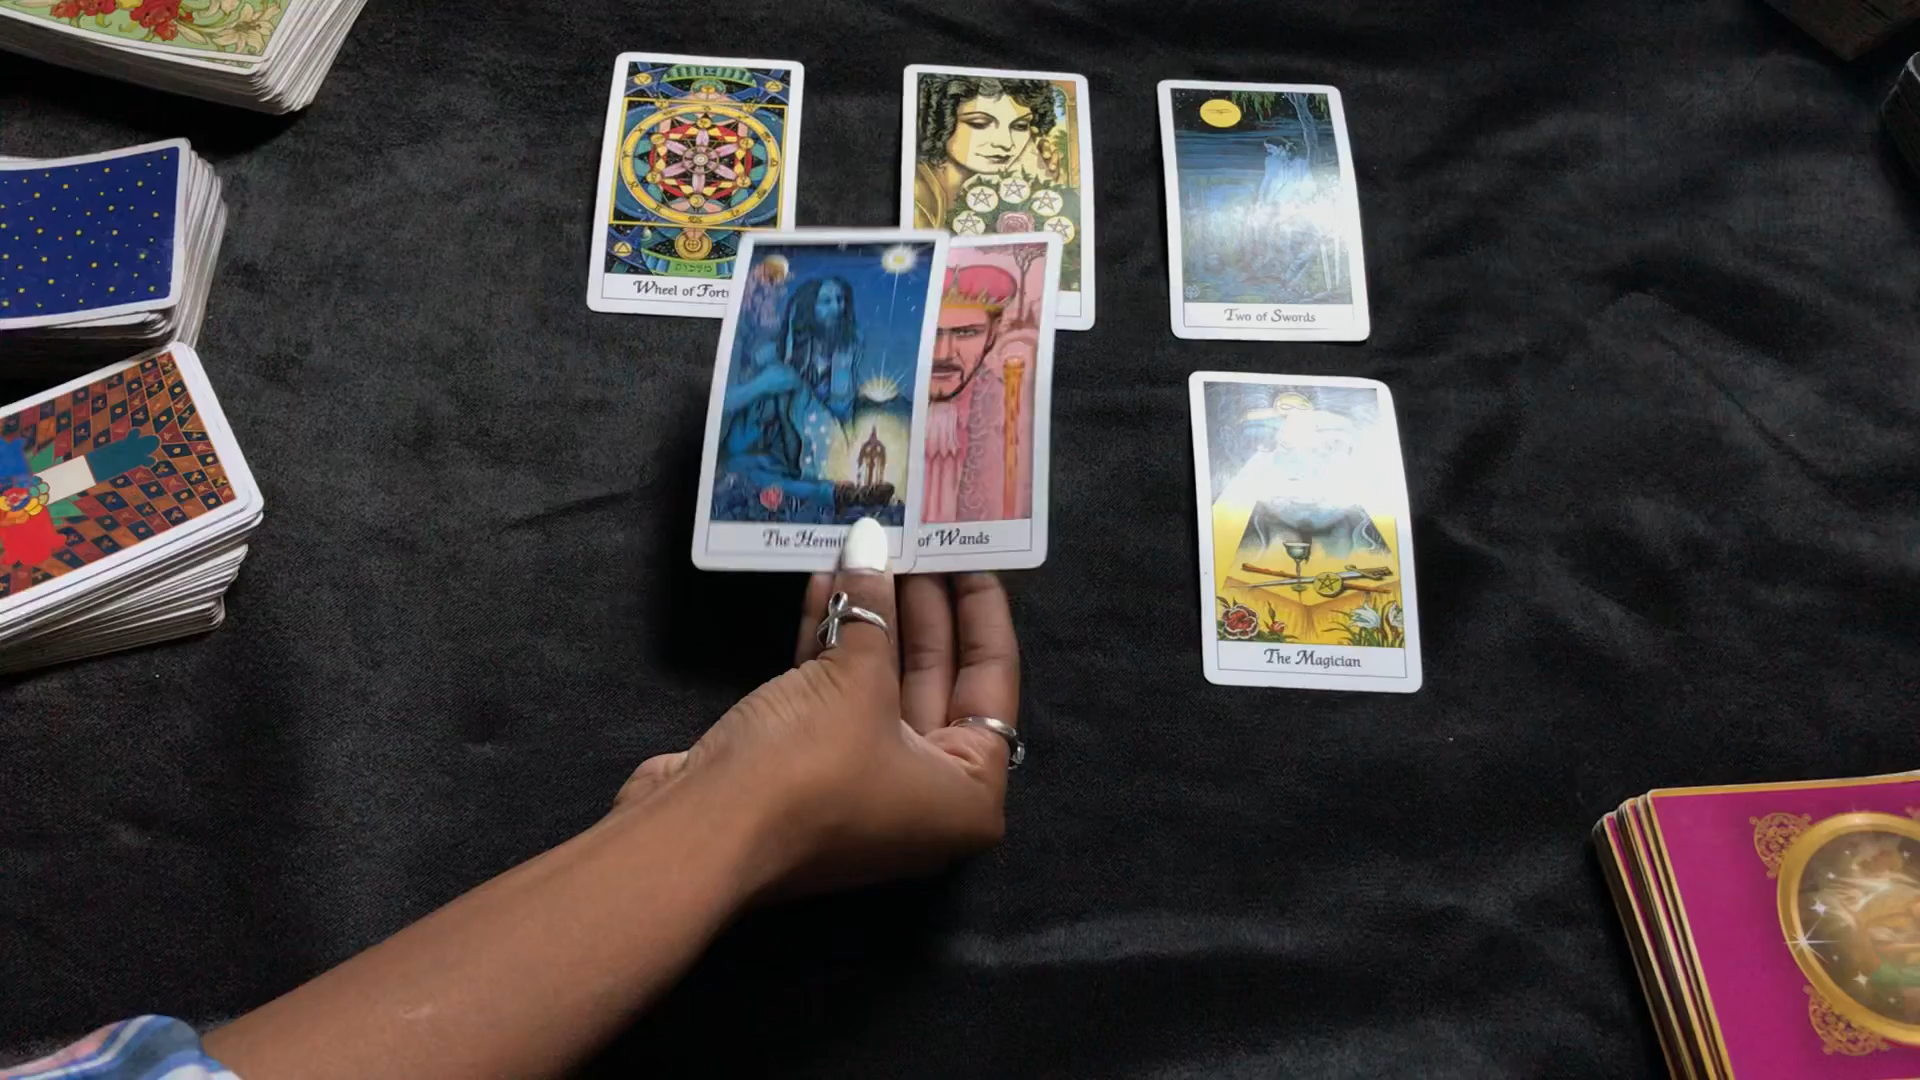 Wheel of Fort
Two of Swords
The Hermi
of Wands
The Magician